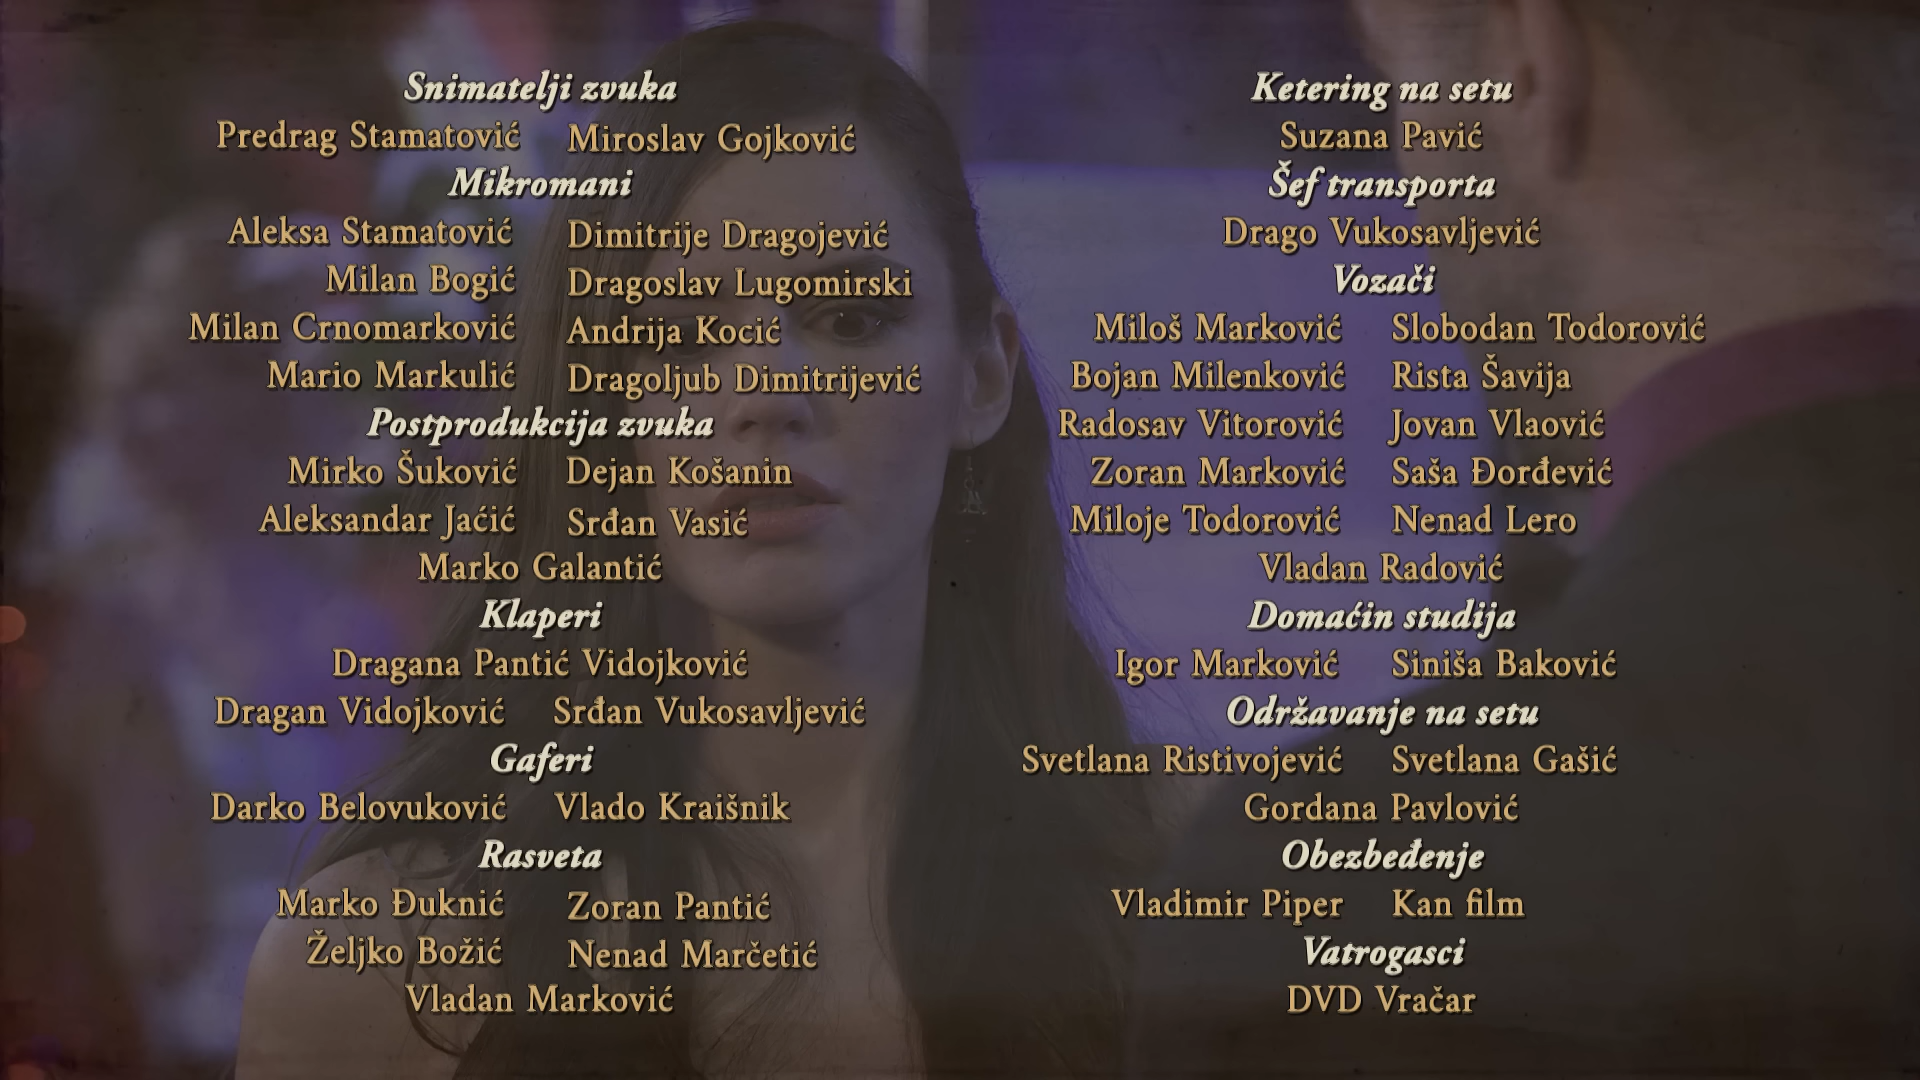 Snimatelji zvuka
Predrag Stamatović Miroslav Gojković
Mikromani
Aleksa Stamatović Dimitrije Dragojević
Milan Bogić Dragoslav Lugomirski
Milan Crnomarković Andrija Kocić
Mario Markulić Dragoljub Dimitrijević
Postprodukcija zvuka
Mirko Šuković Dejan Košanin
Aleksandar Jaćić Srđan Vasić
Marko Galantić
Klaperi
Dragana Pantić Vidojković
Dragan Vidojković Srđan Vukosavljević
Gaferi
Darko Belovuković Vlado Kraišnik
Rasveta
Marko Đuknić Zoran Pantić
Željko Božić Nenad Marčetić
Vladan Marković
Ketering na setu
Suzana Pavić
Šef transporta
Drago Vukosavljević
Vozači
Miloš Marković Slobodan Todorović
Bojan Milenković Rista Šavija
Radosav Vitorović Jovan Vlaović
Zoran Marković Saša Đorđević
Miloje Todorović Nenad Lero
Vladan Radović
Domaćin studija
Igor Marković Siniša Baković
Održavanje na setu
Svetlana Ristivojević Svetlana Gašić
Gordana Pavlović
Obezbeđenje
Vladimir Piper Kan film
Vatrogasci
DVD Vračar